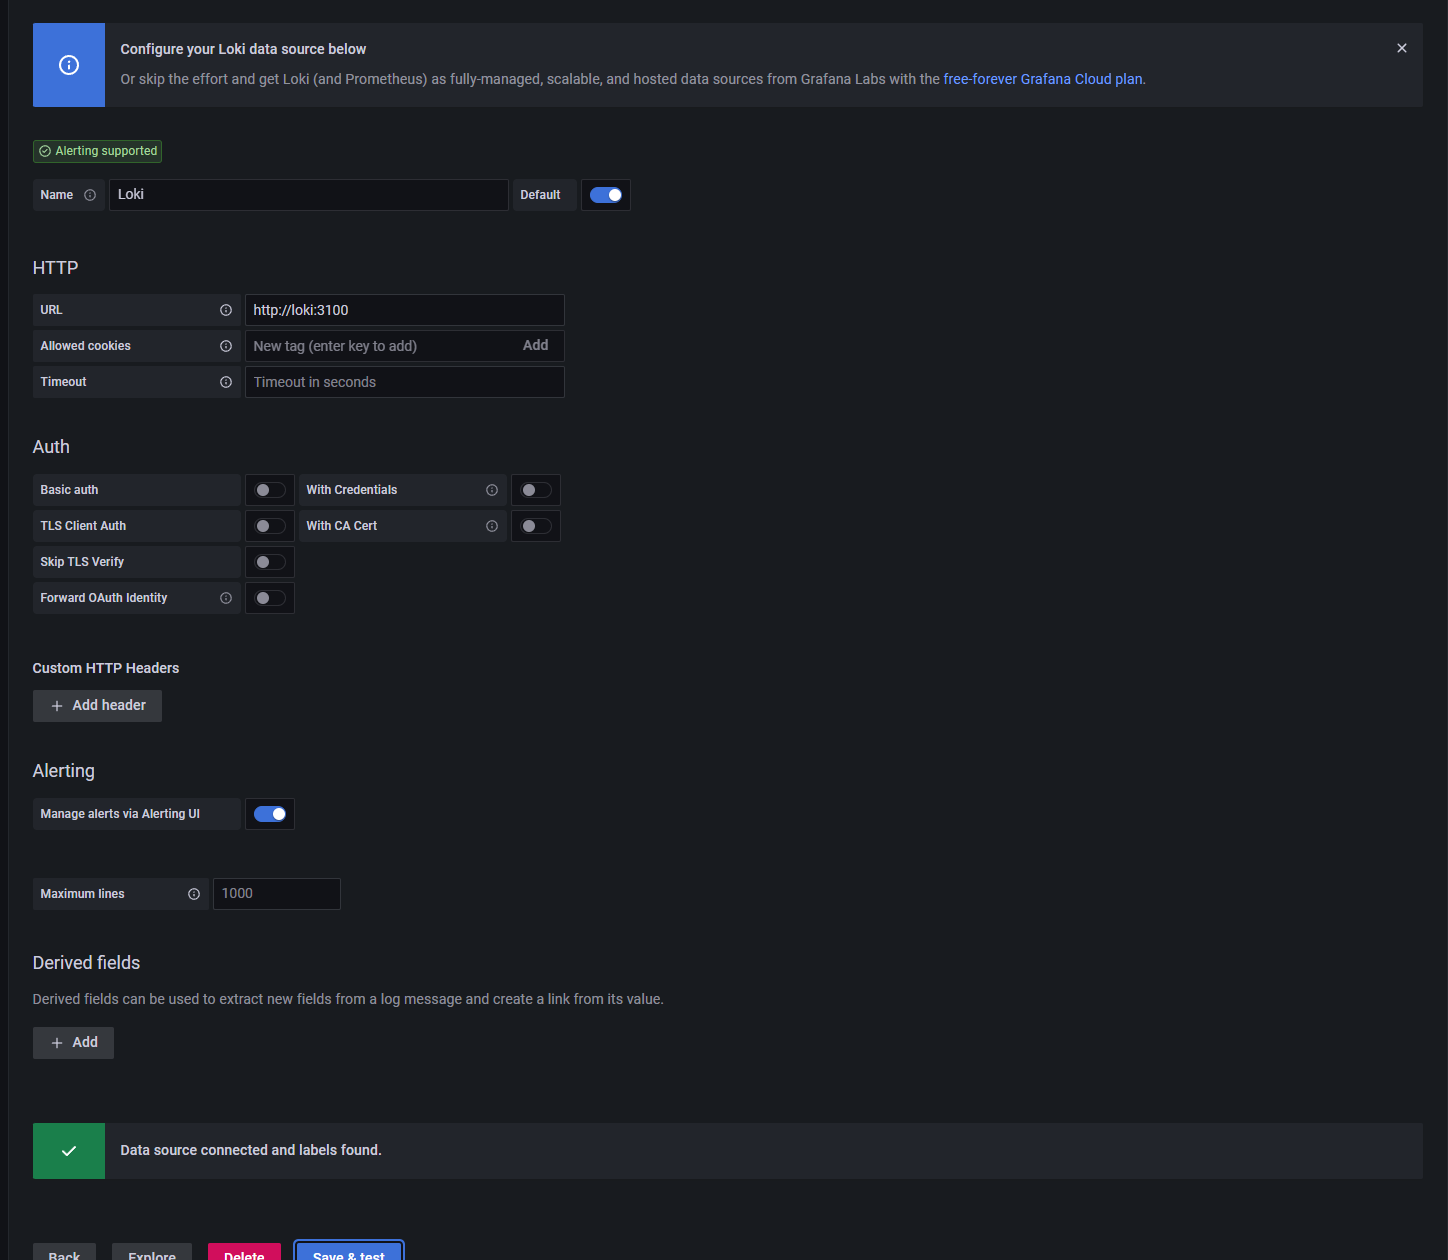 Configure your Loki data source below
Or skip the effort and get Loki (and Prometheus) as fully-managed, scalable, and hosted data sources from Grafana Labs with the free-forever Grafana Cloud plan.
Alerting supported
Name Loki Default
HTTP
URL http://loki:3100
Allowed cookies New tag (enter key to add) Add
Timeout Timeout in seconds
Auth
Basic auth With Credentials
TLS Client Auth With CA Cert
Skip TLS Verify
Forward OAuth Identity
Custom HTTP Headers
Add header
Alerting
Manage alerts via Alerting UI
Maximum lines 1000
Derived fields
Derived fields can be used to extract new fields from a log message and create a link from its value.
Add
Data source connected and labels found.
Back Explore Delete Save & test